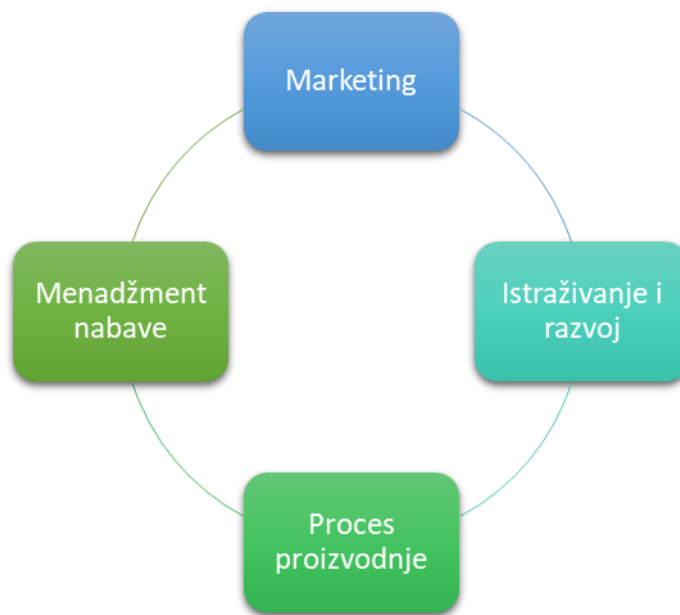 Marketing
Menadžment
nabave
Istraživanje i
razvoj
Proces
proizvodnje